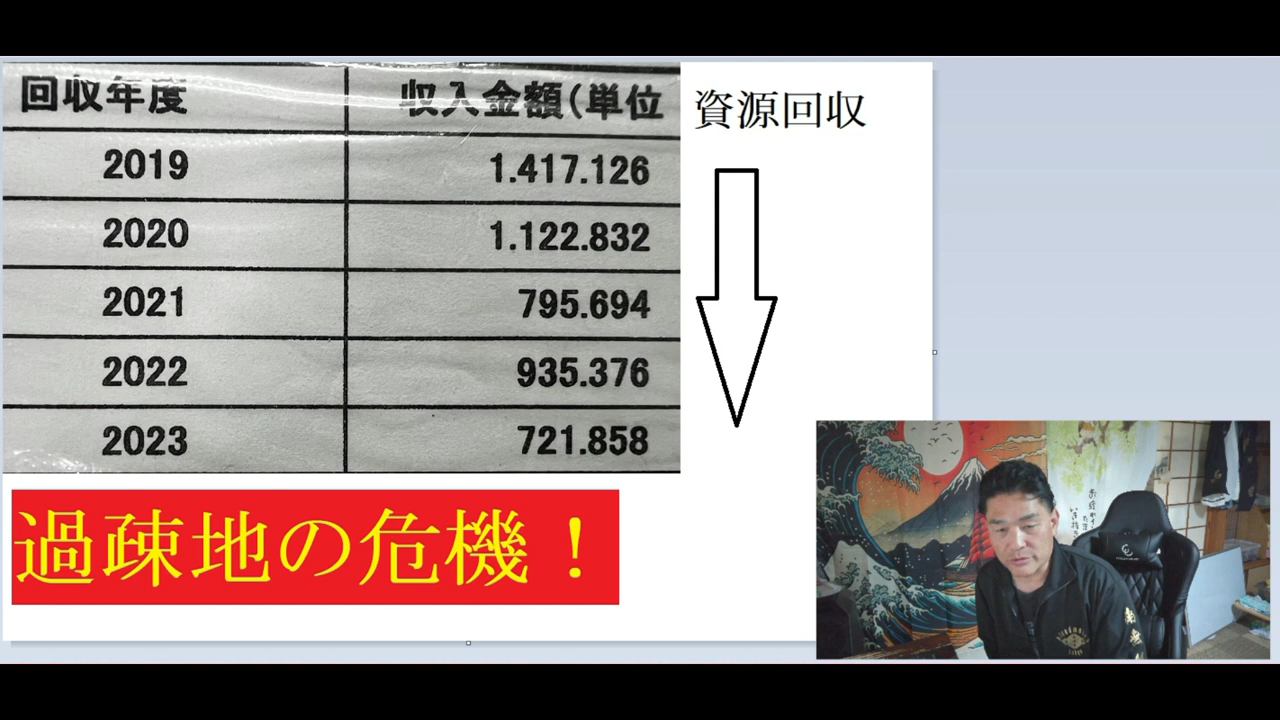 回収年度 収入金額(単位
2019 1.417.126
2020 1.122.832
2021 795.694
2022 935.376
2023 721.858
資源回収
過疎地の危機!